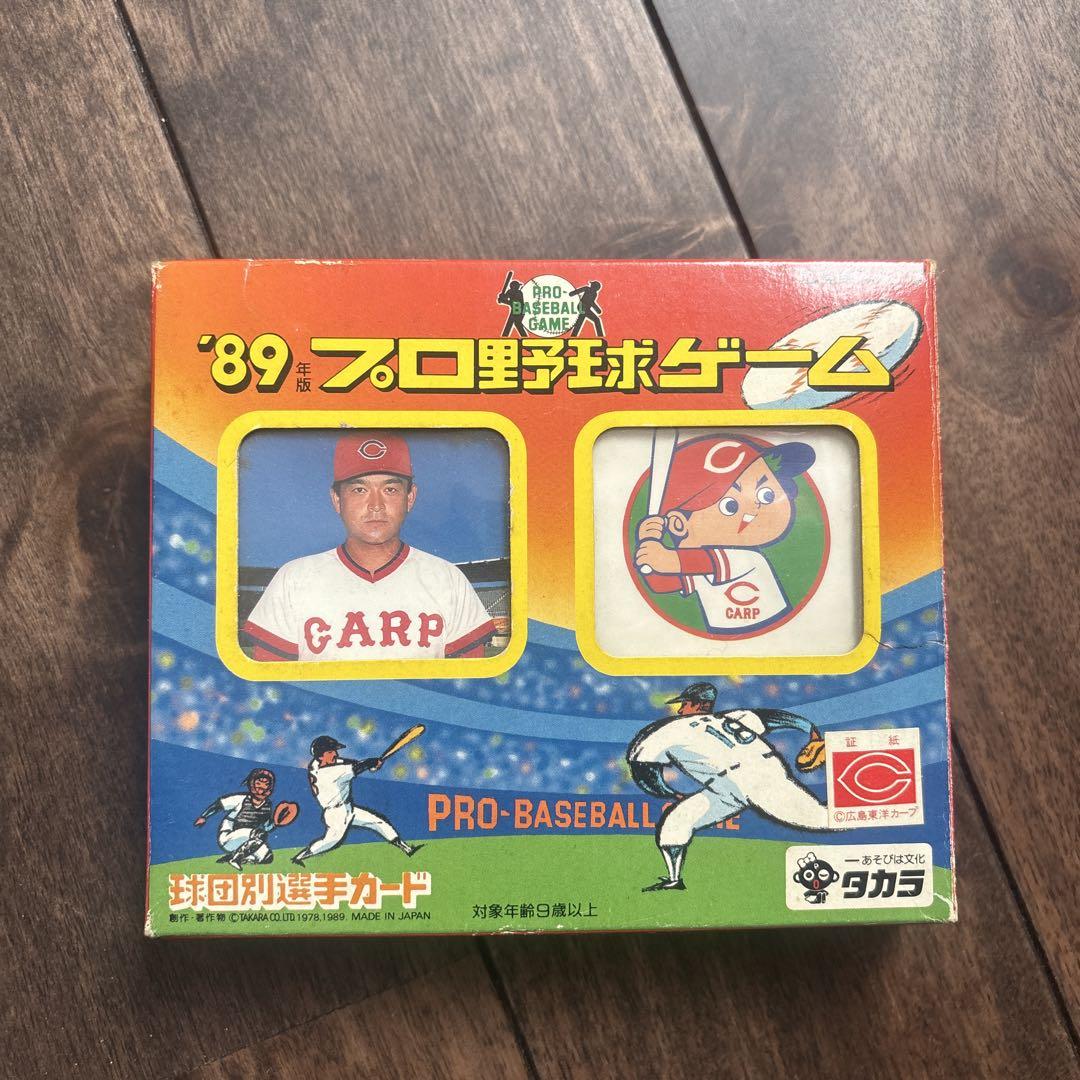 PRO-
BASEBALL
GAME
'89年版 プロ野球ゲーム
C
CARP
C
C
CARP
18
PRO-BASEBALL
証紙
C
©広島東洋カープ
球団別選手カード
創作・著作物 ©TAKARA CO.LTD.1978,1989. MADE IN JAPAN
対象年齢9歳以上
あそびは文化
タカラ